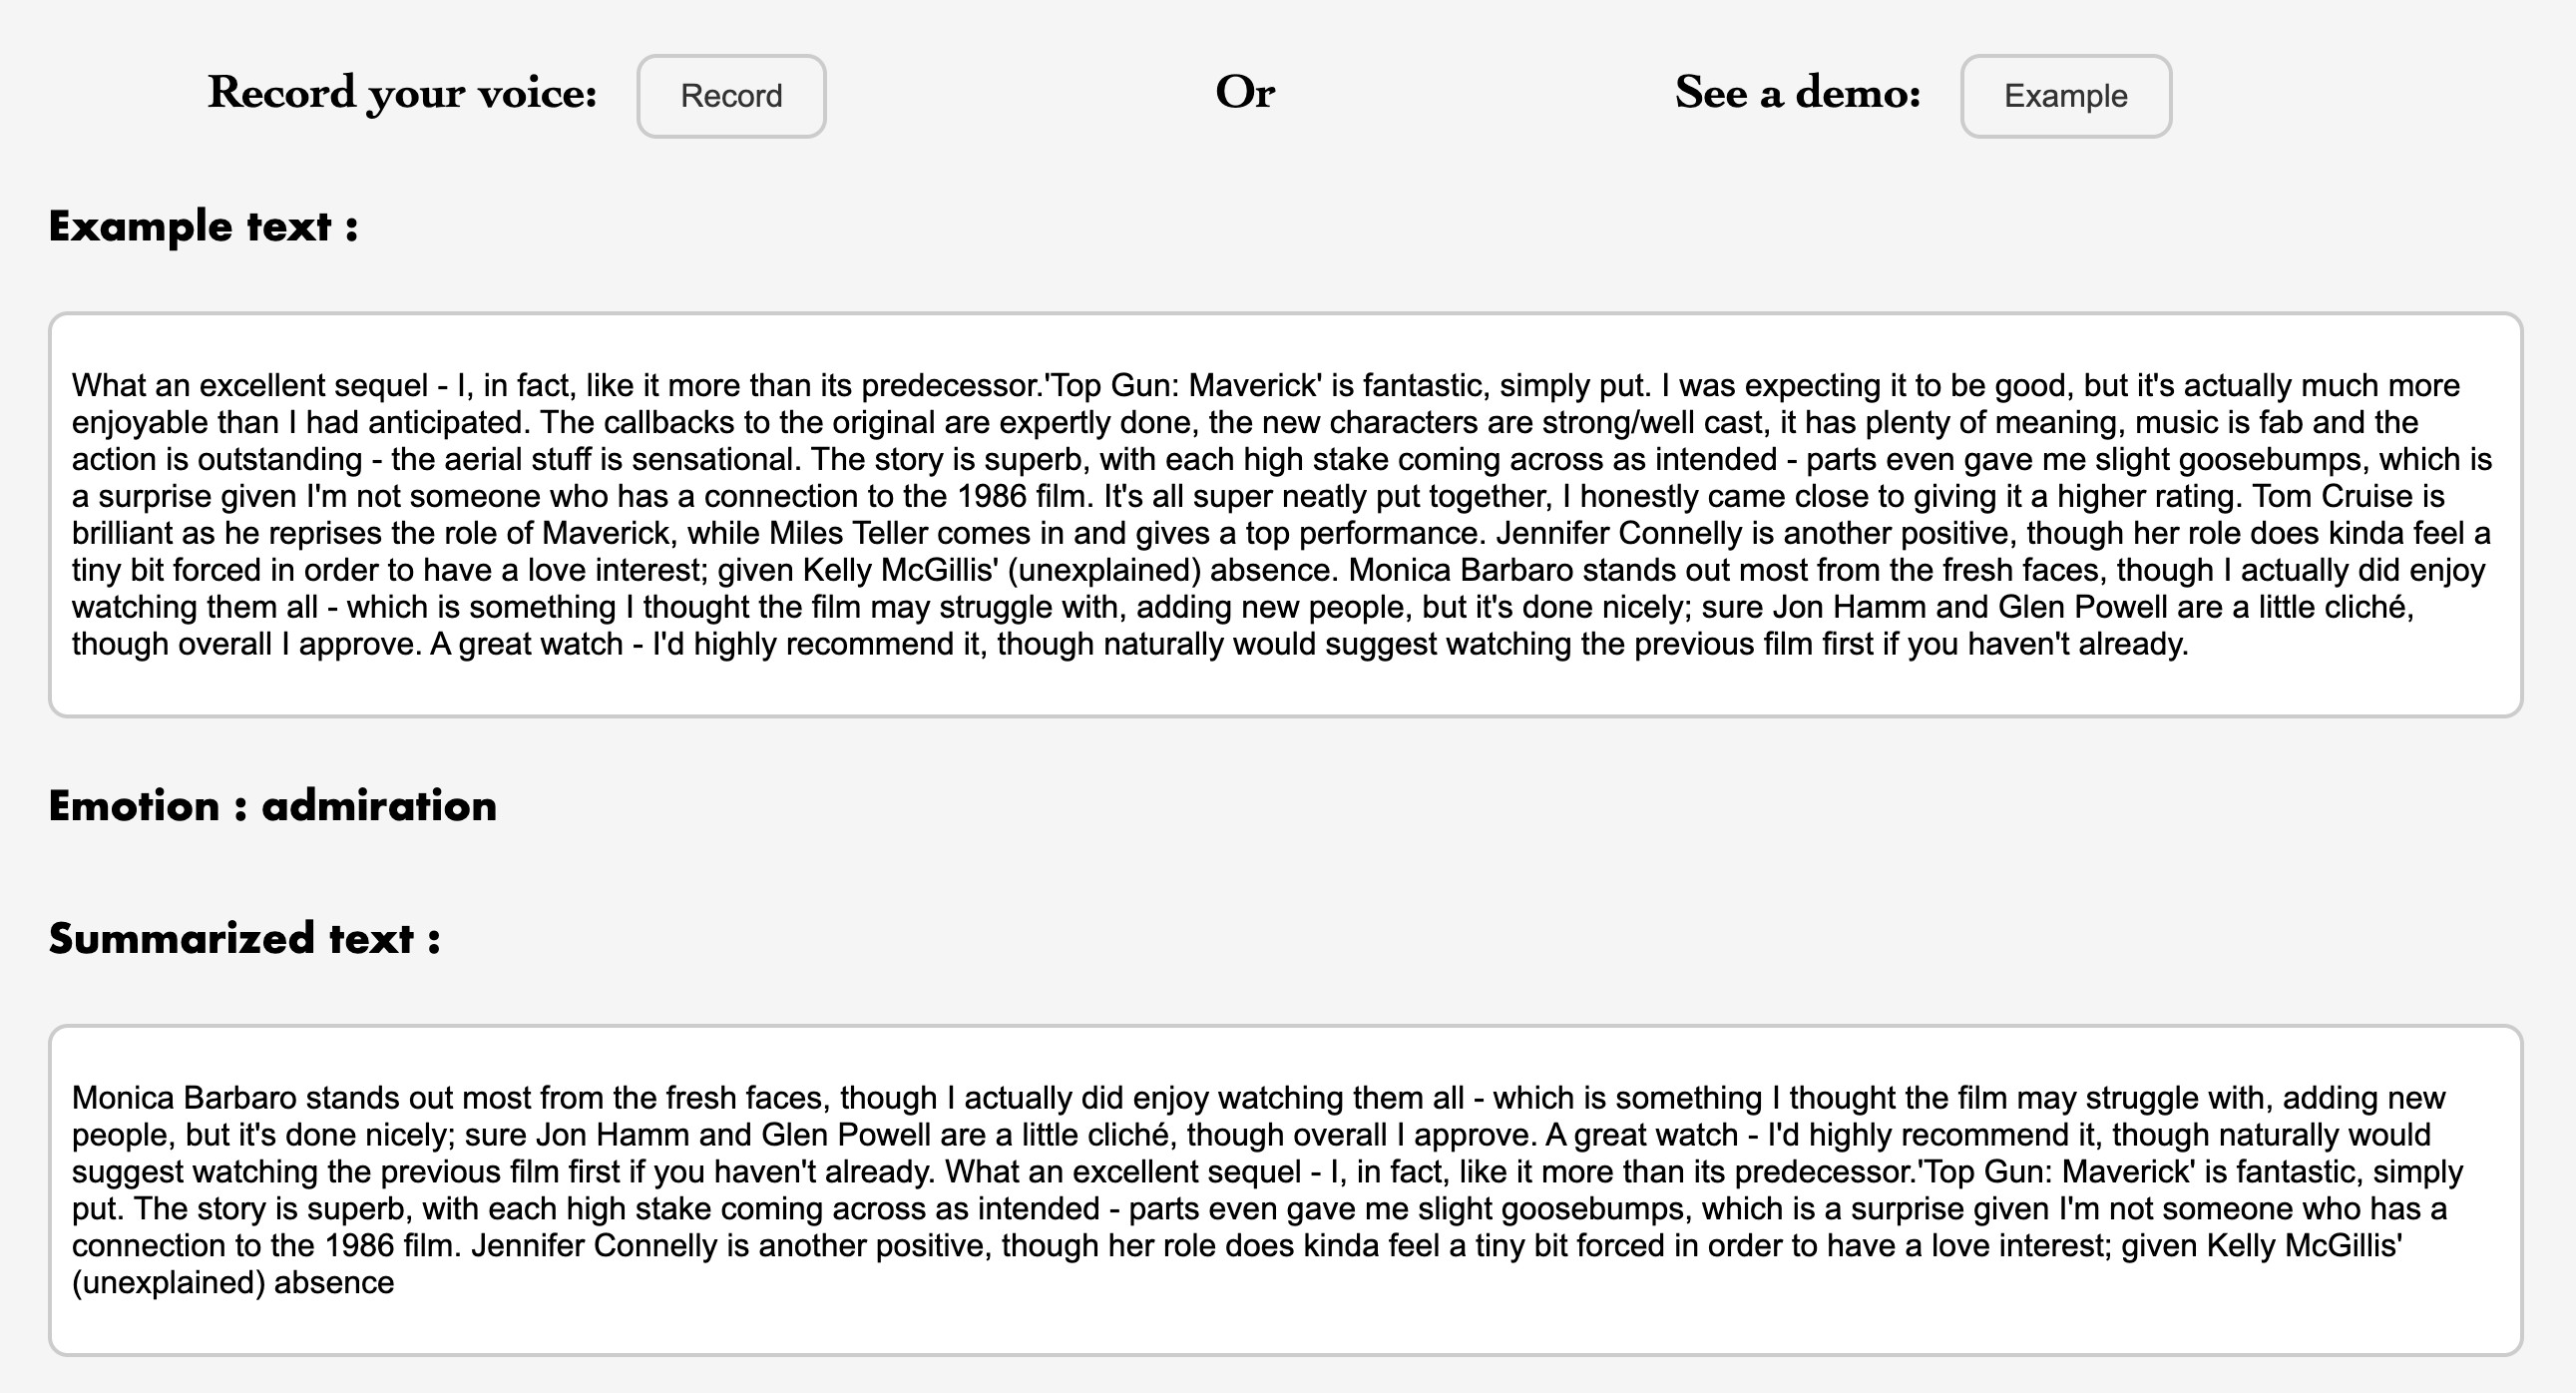 Record your voice: Record Or See a demo: Example
Example text :
What an excellent sequel - I, in fact, like it more than its predecessor.'Top Gun: Maverick' is fantastic, simply put. I was expecting it to be good, but it's actually much more
enjoyable than I had anticipated. The callbacks to the original are expertly done, the new characters are strong/well cast, it has plenty of meaning, music is fab and the
action is outstanding - the aerial stuff is sensational. The story is superb, with each high stake coming across as intended - parts even gave me slight goosebumps, which is
a surprise given I'm not someone who has a connection to the 1986 film. It's all super neatly put together, I honestly came close to giving it a higher rating. Tom Cruise is
brilliant as he reprises the role of Maverick, while Miles Teller comes in and gives a top performance. Jennifer Connelly is another positive, though her role does kinda feel a
tiny bit forced in order to have a love interest; given Kelly McGillis' (unexplained) absence. Monica Barbaro stands out most from the fresh faces, though I actually did enjoy
watching them all - which is something I thought the film may struggle with, adding new people, but it's done nicely; sure Jon Hamm and Glen Powell are a little cliché,
though overall I approve. A great watch - I'd highly recommend it, though naturally would suggest watching the previous film first if you haven't already.
Emotion : admiration
Summarized text :
Monica Barbaro stands out most from the fresh faces, though I actually did enjoy watching them all - which is something I thought the film may struggle with, adding new
people, but it's done nicely; sure Jon Hamm and Glen Powell are a little cliché, though overall I approve. A great watch - I'd highly recommend it, though naturally would
suggest watching the previous film first if you haven't already. What an excellent sequel - I, in fact, like it more than its predecessor.'Top Gun: Maverick' is fantastic, simply
put. The story is superb, with each high stake coming across as intended - parts even gave me slight goosebumps, which is a surprise given I'm not someone who has a
connection to the 1986 film. Jennifer Connelly is another positive, though her role does kinda feel a tiny bit forced in order to have a love interest; given Kelly McGillis'
(unexplained) absence